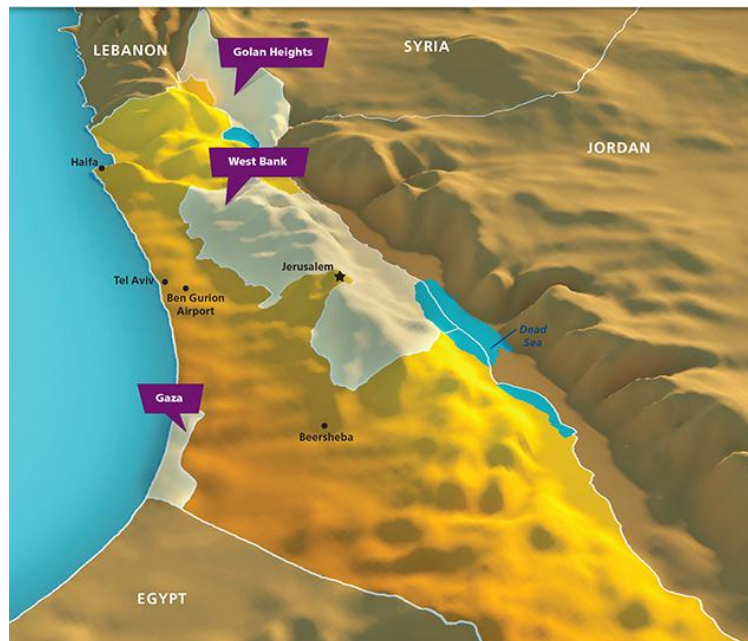 LEBANON
Golan Heights
SYRIA
JORDAN
Haifa
West Bank
Jerusalem
Tel Aviv
Ben Gurion
Airport
Dead
Sea
Gaza
Beersheba
EGYPT